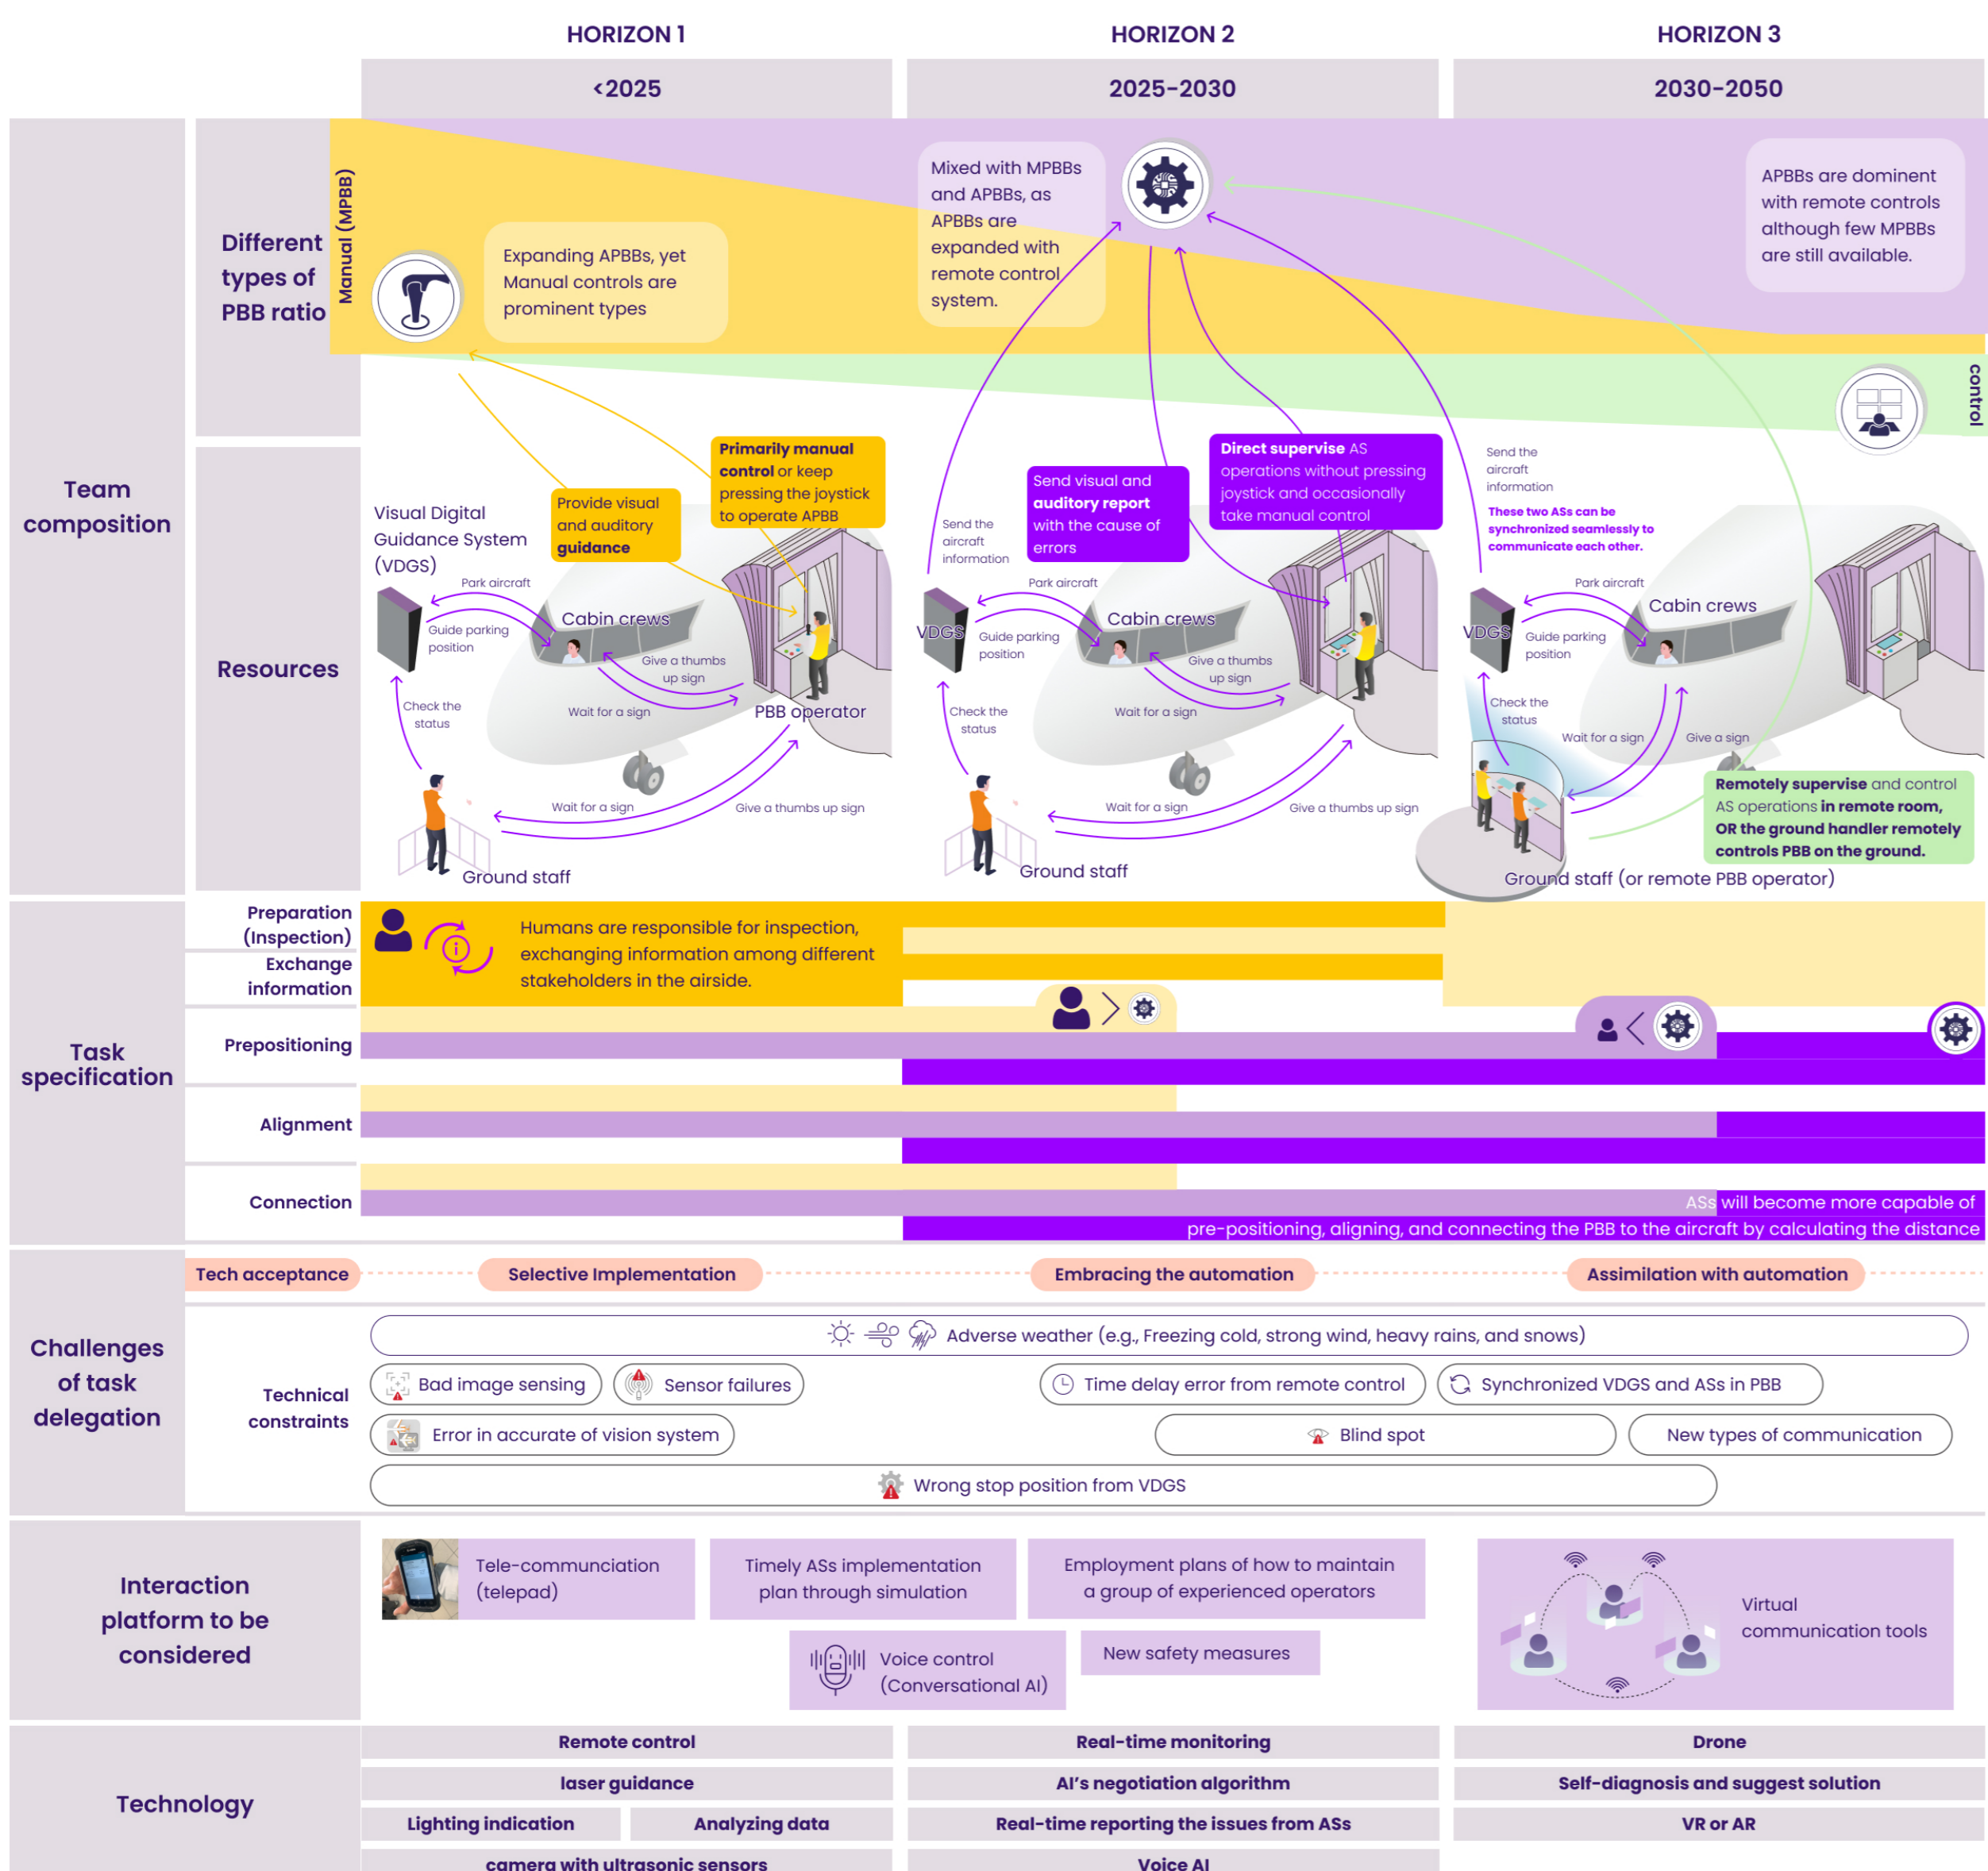 HORIZON 1
HORIZON 2
HORIZON 3
<2025
2025-2030
2030-2050
Team
composition
Different
types of
PBB ratio
Manual (MPBB)
Expanding APBBs, yet
Manual controls are
prominent types
Mixed with MPBBs
and APBBs, as
APBBs are
expanded with
remote control
system.
APBBs are dominent
with remote controls
although few MPBBs
are still available.
control
Resources
Visual Digital
Guidance System
(VDGS)
Provide visual
and auditory
guidance
Primarily manual
control or keep
pressing the joystick
to operate APBB
Park aircraft
Guide parking
position
Cabin crews
Give a thumbs
up sign
Wait for a sign
PBB operator
Check the
status
Wait for a sign
Give a thumbs up sign
Ground staff
Send the
aircraft
information
Send visual and
auditory report
with the cause of
errors
Direct supervise AS
operations without pressing
joystick and occasionally
take manual control
VDGS
Park aircraft
Guide parking
position
Cabin crews
Give a thumbs
up sign
Wait for a sign
Check the
status
Wait for a sign
Give a thumbs up sign
Ground staff
Send the
aircraft
information
These two ASs can be
synchronized seamlessly to
communicate each other.
VDGS
Park aircraft
Guide parking
position
Cabin crews
Check the
status
Wait for a sign
Give a sign
Remotely supervise and control
AS operations in remote room,
OR the ground handler remotely
controls PBB on the ground.
Ground staff (or remote PBB operator)
Task
specification
Preparation
(Inspection)
Exchange
information
Humans are responsible for inspection,
exchanging information among different
stakeholders in the airside.
Prepositioning
Alignment
Connection
ASs will become more capable of
pre-positioning, aligning, and connecting the PBB to the aircraft by calculating the distance
Challenges
of task
delegation
Tech acceptance
Selective Implementation
Embracing the automation
Assimilation with automation
Technical
constraints
Adverse weather (e.g., Freezing cold, strong wind, heavy rains, and snows)
Bad image sensing
Sensor failures
Time delay error from remote control
Synchronized VDGS and ASs in PBB
Error in accurate of vision system
Blind spot
New types of communication
Wrong stop position from VDGS
Interaction
platform to be
considered
Tele-communciation
(telepad)
Timely ASs implementation
plan through simulation
Employment plans of how to maintain
a group of experienced operators
Voice control
(Conversational AI)
New safety measures
Virtual
communication tools
Technology
Remote control
Real-time monitoring
Drone
laser guidance
AI's negotiation algorithm
Self-diagnosis and suggest solution
Lighting indication
Analyzing data
Real-time reporting the issues from ASs
VR or AR
camera with ultrasonic sensors
Voice AI